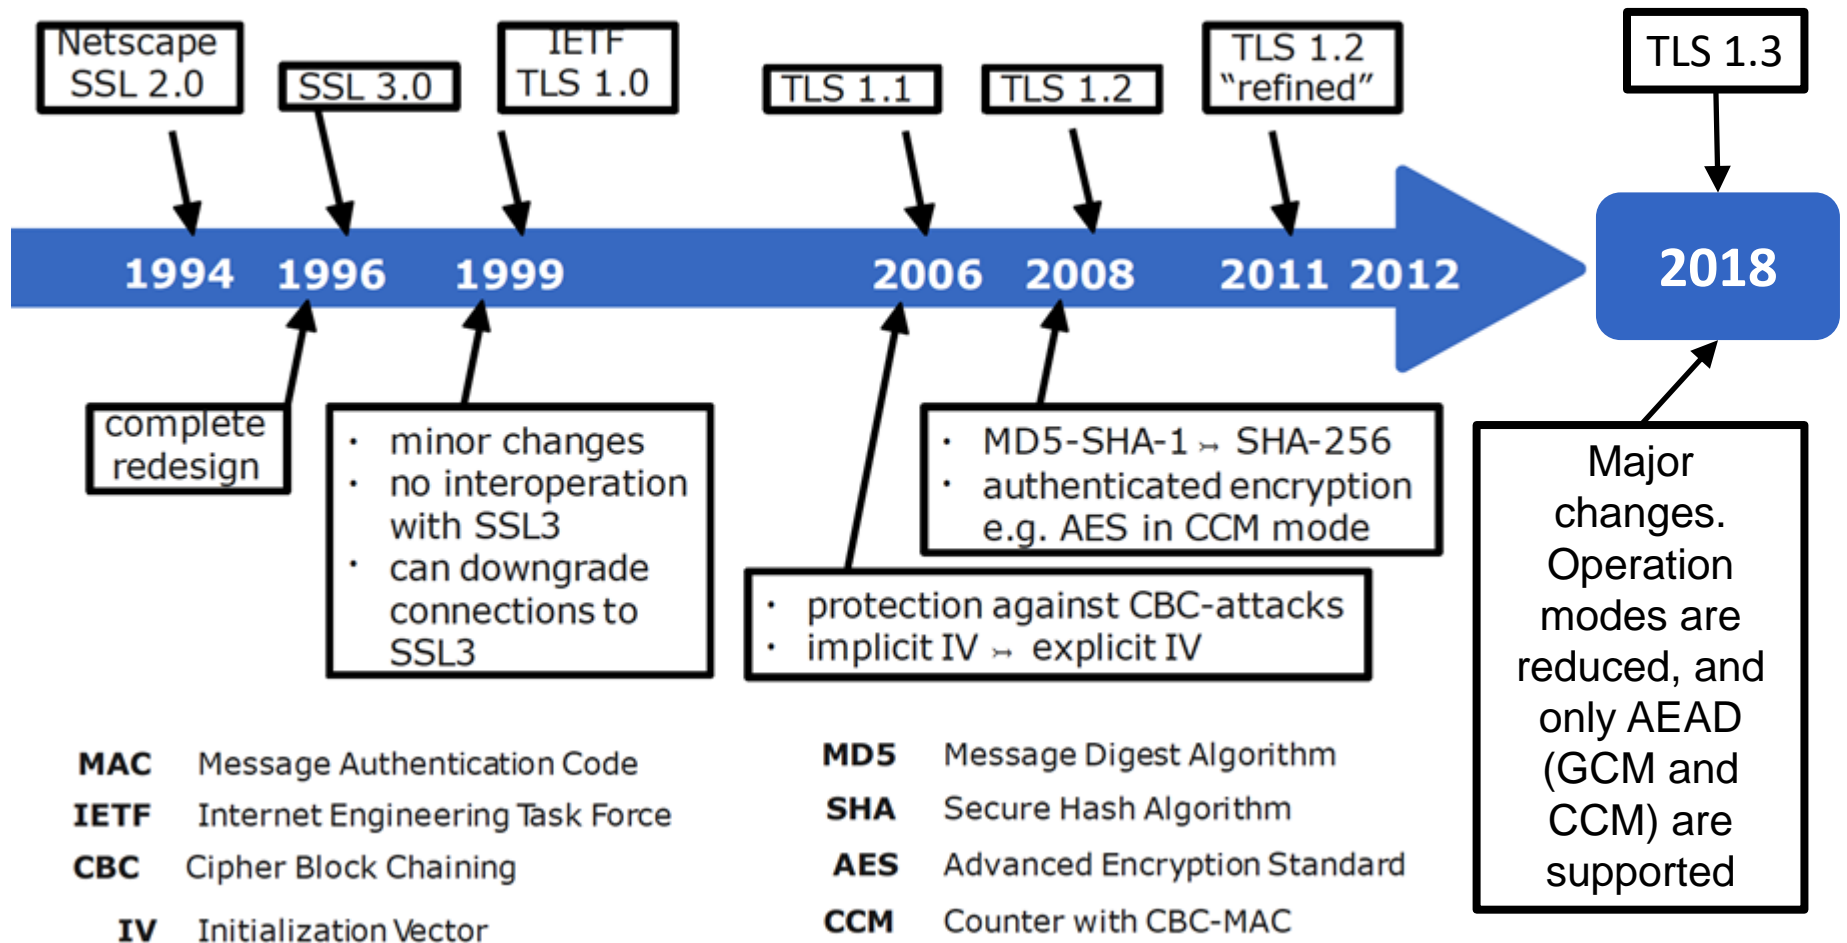 Netscape
SSL 2.0
SSL 3.0
IETF
TLS 1.0
TLS 1.1
TLS 1.2
TLS 1.2
“refined”
TLS 1.3
1994 1996 1999 2006 2008 2011 2012
2018
complete
redesign
· minor changes
· no interoperation
with SSL3
· can downgrade
connections to
SSL3
· MD5-SHA-1 ↣ SHA-256
· authenticated encryption
e.g. AES in CCM mode
· protection against CBC-attacks
· implicit IV ↣ explicit IV
Major
changes.
Operation
modes are
reduced, and
only AEAD
(GCM and
CCM) are
supported
MAC Message Authentication Code
IETF Internet Engineering Task Force
CBC Cipher Block Chaining
IV Initialization Vector
MD5 Message Digest Algorithm
SHA Secure Hash Algorithm
AES Advanced Encryption Standard
CCM Counter with CBC-MAC